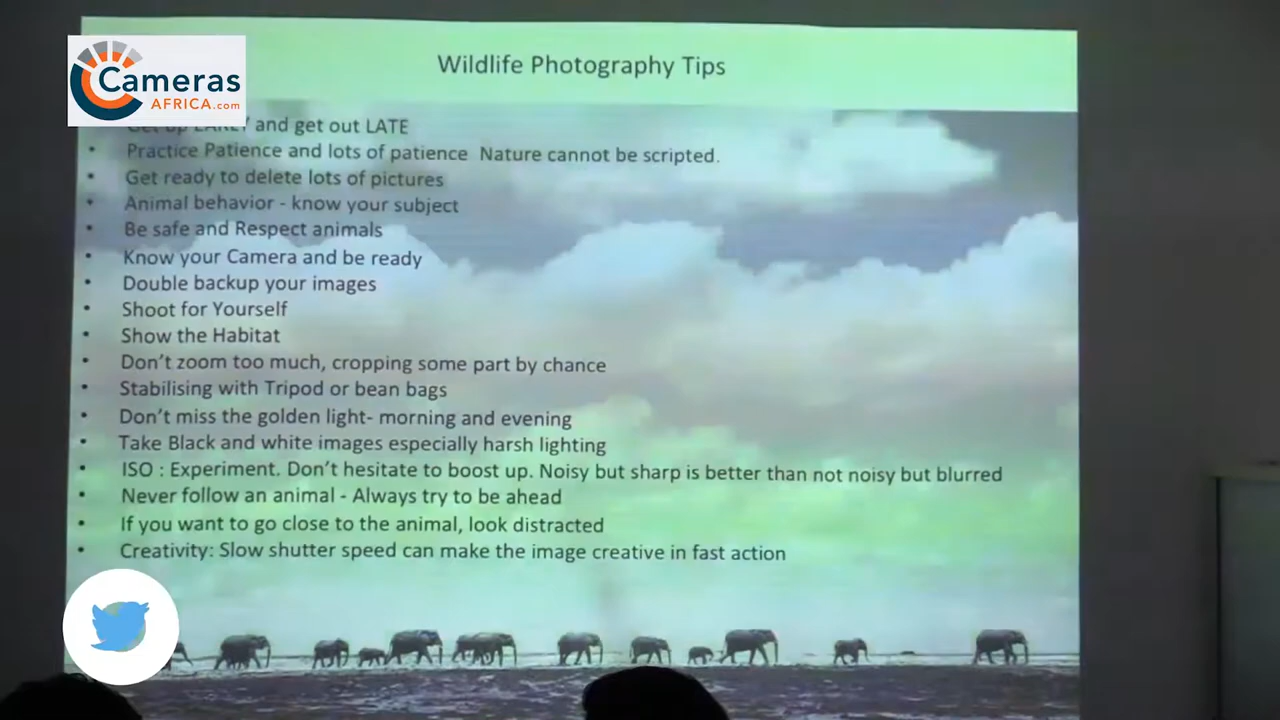 Cameras
AFRICA.com
Wildlife Photography Tips
Get up EARLY and get out LATE
• Practice Patience and lots of patience Nature cannot be scripted.
• Get ready to delete lots of pictures
• Animal behavior - know your subject
• Be safe and Respect animals
• Know your Camera and be ready
• Double backup your images
• Shoot for Yourself
• Show the Habitat
• Don't zoom too much, cropping some part by chance
• Stabilising with Tripod or bean bags
• Don't miss the golden light- morning and evening
• Take Black and white images especially harsh lighting
• ISO : Experiment. Don't hesitate to boost up. Noisy but sharp is better than not noisy but blurred
• Never follow an animal - Always try to be ahead
• If you want to go close to the animal, look distracted
• Creativity: Slow shutter speed can make the image creative in fast action